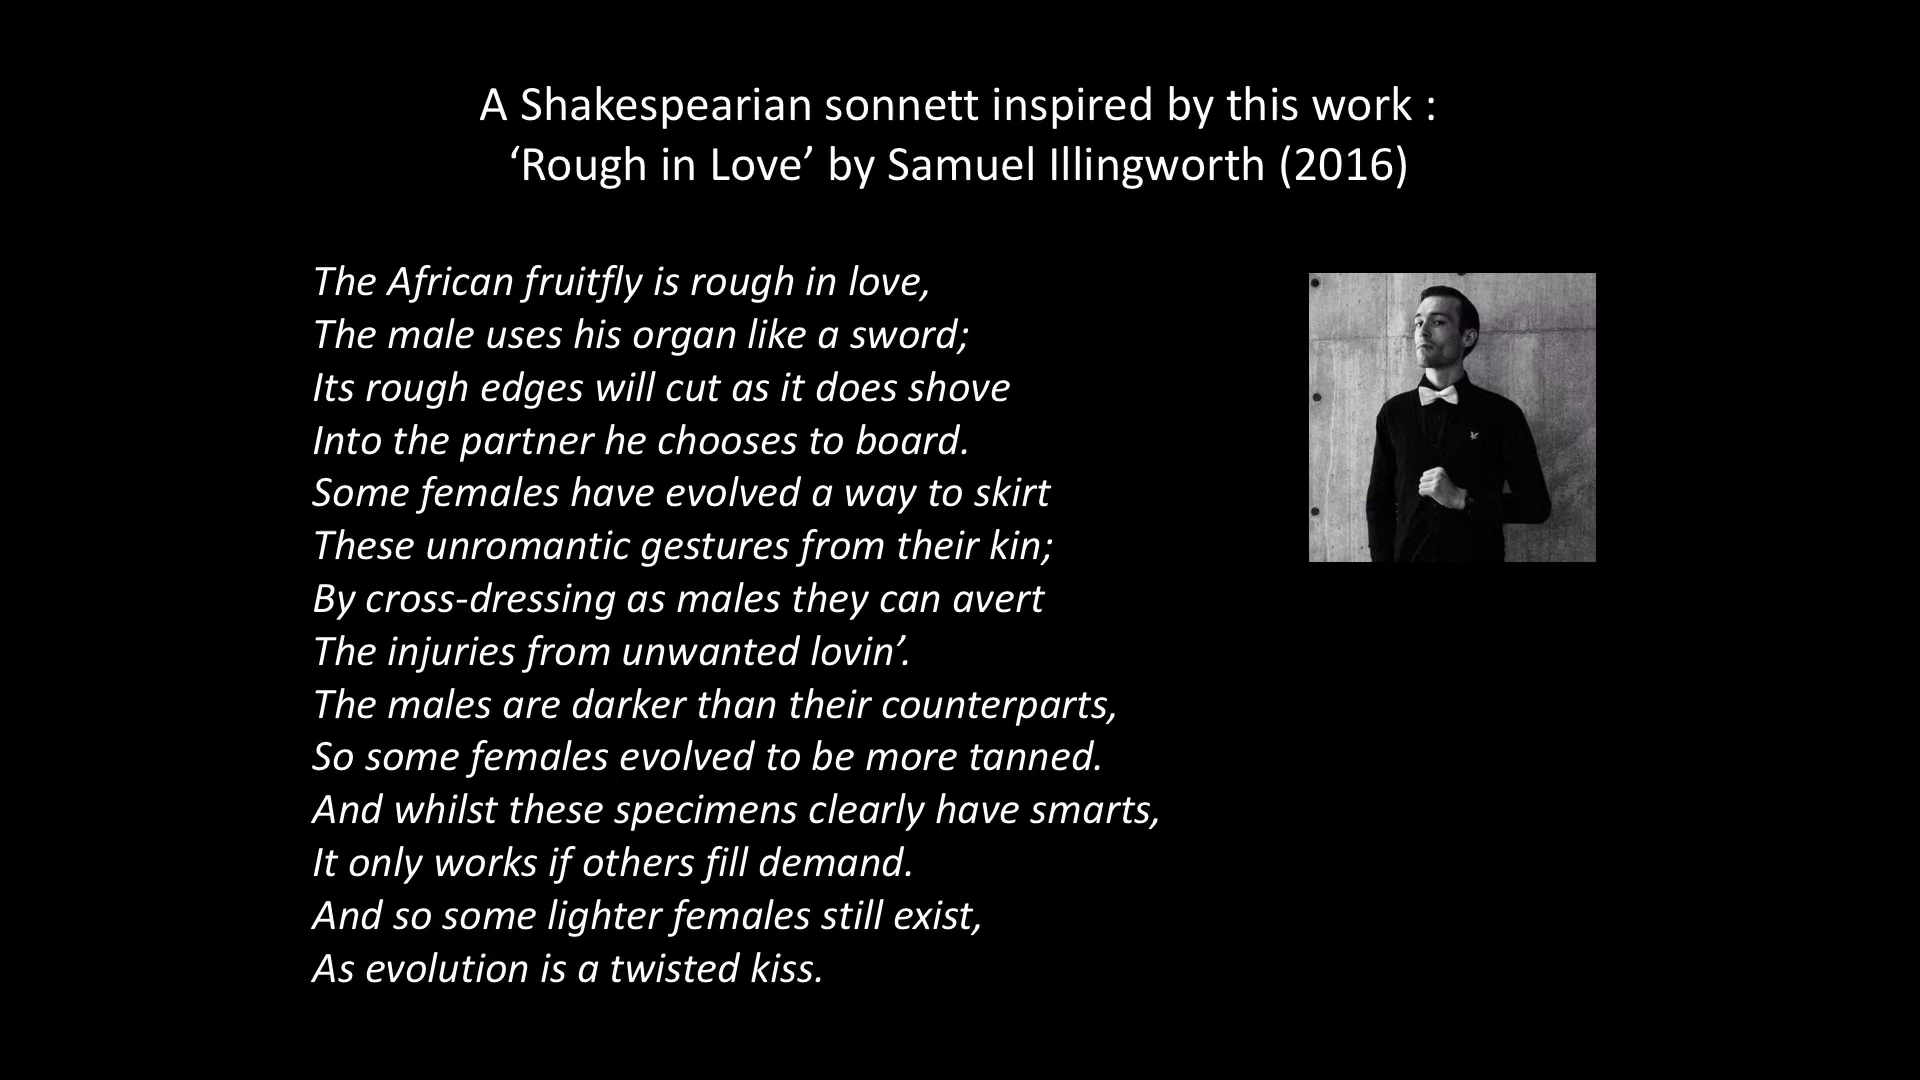 A Shakespearian sonnett inspired by this work :
‘Rough in Love’ by Samuel Illingworth (2016)
The African fruitfly is rough in love,
The male uses his organ like a sword;
Its rough edges will cut as it does shove
Into the partner he chooses to board.
Some females have evolved a way to skirt
These unromantic gestures from their kin;
By cross-dressing as males they can avert
The injuries from unwanted lovin’.
The males are darker than their counterparts,
So some females evolved to be more tanned.
And whilst these specimens clearly have smarts,
It only works if others fill demand.
And so some lighter females still exist,
As evolution is a twisted kiss.